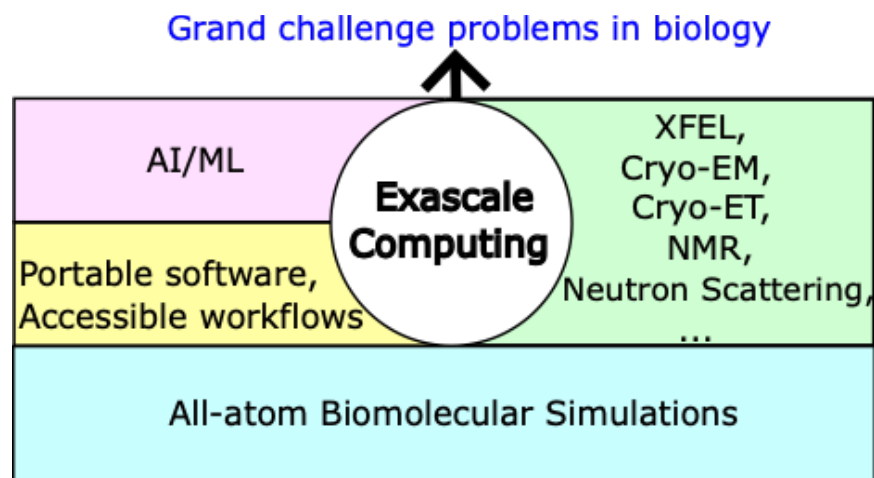 Grand challenge problems in biology
AI/ML
Portable software,
Accessible workflows
Exascale
Computing
XFEL,
Cryo-EM,
Cryo-ET,
NMR,
Neutron Scattering,
...
All-atom Biomolecular Simulations